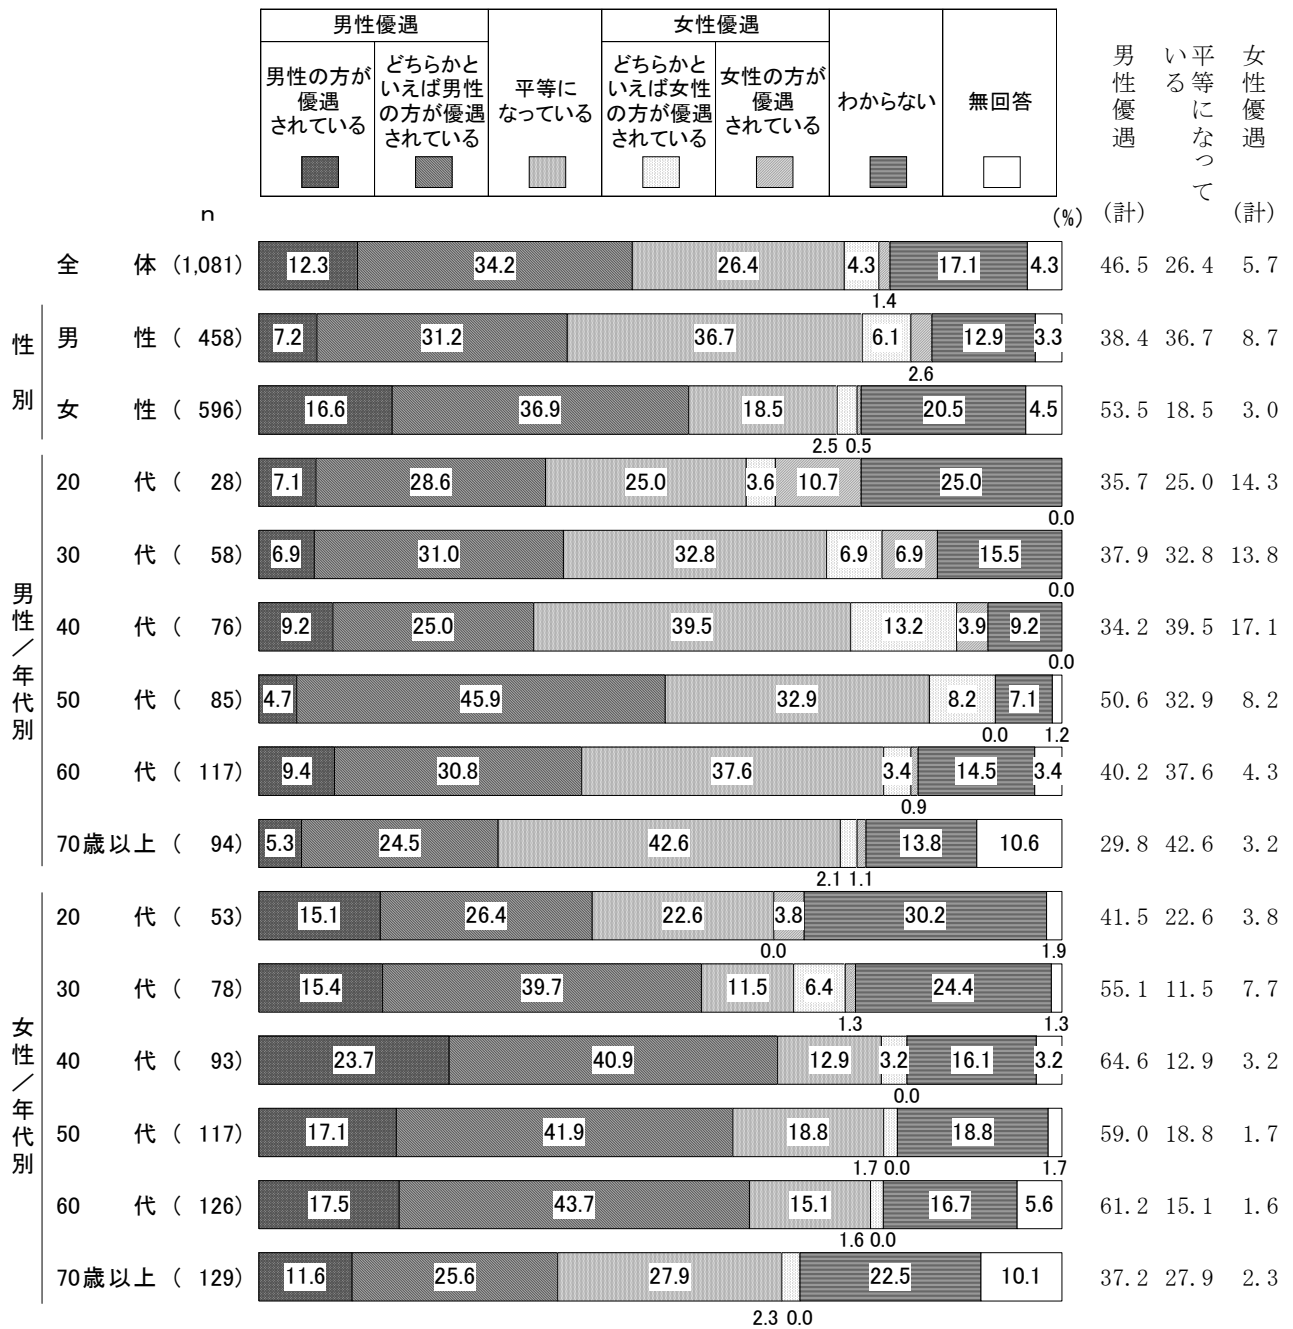 男性優遇
女性優遇
男性の方が
優遇
されている
どちらかと
いえば男性
の方が優遇
されている
平等に
なっている
どちらかと
いえば女性
の方が優遇
されている
女性の方が
優遇
されている
わからない
無回答
男性優遇
(計)
平等になって
いる
女性優遇
(計)
n
(%)
全 体 (1,081) 12.3 34.2 26.4 4.3 17.1 4.3 46.5 26.4 5.7
1.4
性別
男 性 ( 458) 7.2 31.2 36.7 6.1 12.9 3.3 38.4 36.7 8.7
2.6
女 性 ( 596) 16.6 36.9 18.5 20.5 4.5 53.5 18.5 3.0
2.5 0.5
男性/年代別
20 代 ( 28) 7.1 28.6 25.0 3.6 10.7 25.0 35.7 25.0 14.3
0.0
30 代 ( 58) 6.9 31.0 32.8 6.9 6.9 15.5 37.9 32.8 13.8
0.0
40 代 ( 76) 9.2 25.0 39.5 13.2 3.9 9.2 34.2 39.5 17.1
0.0
50 代 ( 85) 4.7 45.9 32.9 8.2 7.1 50.6 32.9 8.2
0.0 1.2
60 代 ( 117) 9.4 30.8 37.6 3.4 14.5 3.4 40.2 37.6 4.3
0.9
70歳以上 ( 94) 5.3 24.5 42.6 13.8 10.6 29.8 42.6 3.2
2.1 1.1
女性/年代別
20 代 ( 53) 15.1 26.4 22.6 3.8 30.2 41.5 22.6 3.8
0.0 1.9
30 代 ( 78) 15.4 39.7 11.5 6.4 24.4 55.1 11.5 7.7
1.3 1.3
40 代 ( 93) 23.7 40.9 12.9 3.2 16.1 3.2 64.6 12.9 3.2
0.0
50 代 ( 117) 17.1 41.9 18.8 18.8 59.0 18.8 1.7
1.7 0.0 1.7
60 代 ( 126) 17.5 43.7 15.1 16.7 5.6 61.2 15.1 1.6
1.6 0.0
70歳以上 ( 129) 11.6 25.6 27.9 22.5 10.1 37.2 27.9 2.3
2.3 0.0